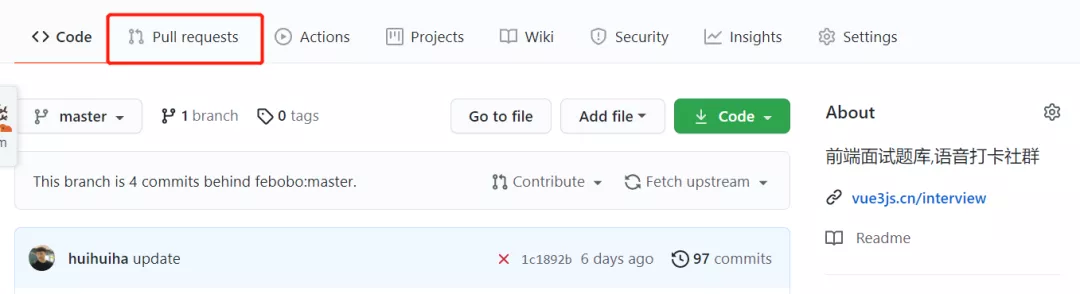 Code Pull requests Actions Projects Wiki Security Insights Settings
master 1 branch 0 tags Go to file Add file Code
About
This branch is 4 commits behind febobo:master. Contribute Fetch upstream
前端面试题库,语音打卡社群
vue3js.cn/interview
Readme
huihuiha update 1c1892b 6 days ago 97 commits